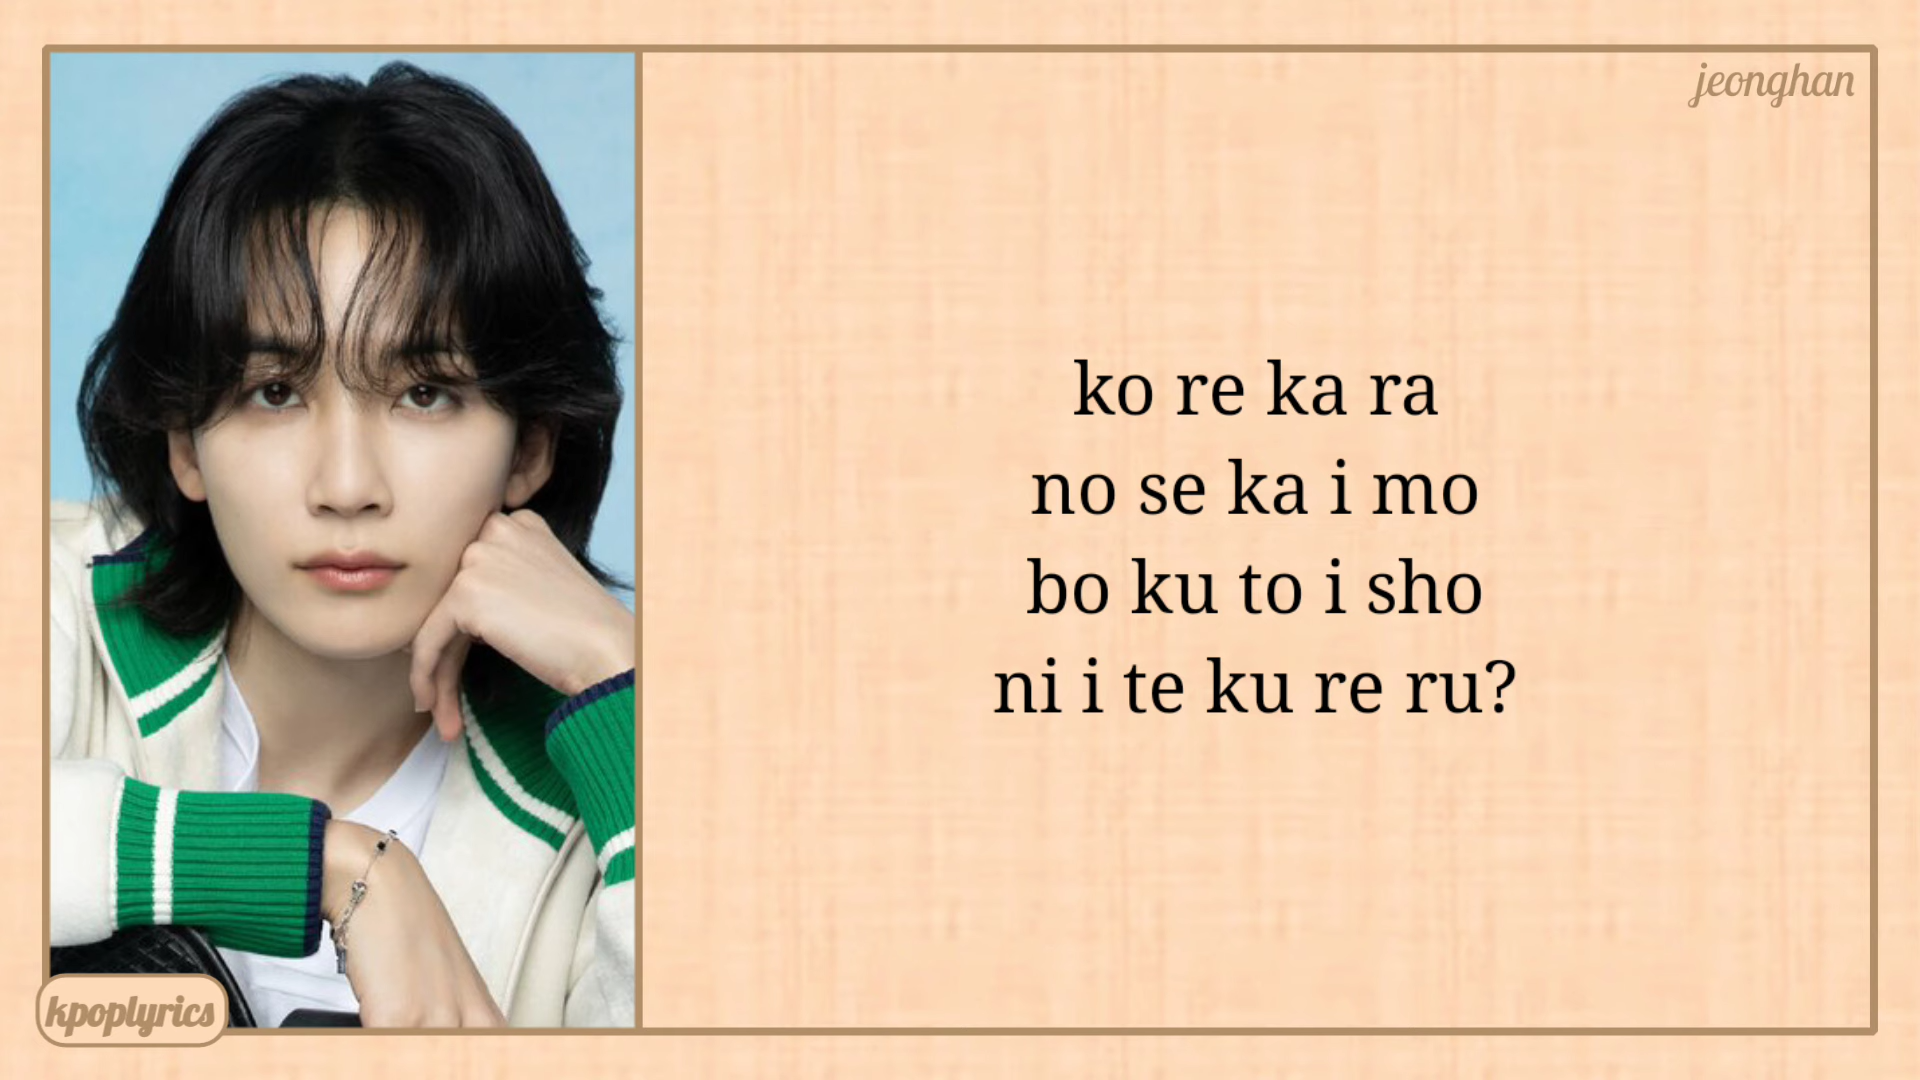 jeonghan
ko re ka ra
no se ka i mo
bo ku to i sho
ni i te ku re ru?
kpoplyrics